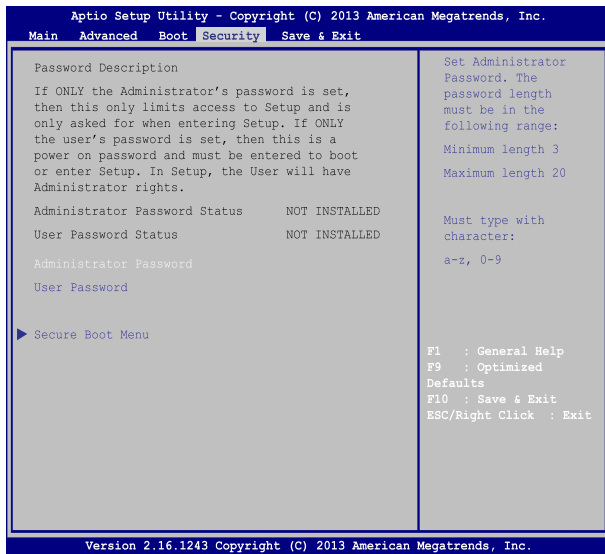 Aptio Setup Utility - Copyright (C) 2013 American Megatrends, Inc.
Main Advanced Boot Security Save & Exit
Password Description
If ONLY the Administrator's password is set,
then this only limits access to Setup and is
only asked for when entering Setup. If ONLY
the user's password is set, then this is a
power on password and must be entered to boot
or enter Setup. In Setup, the User will have
Administrator rights.
Administrator Password Status NOT INSTALLED
User Password Status NOT INSTALLED
Administrator Password
User Password
Secure Boot Menu
Set Administrator
Password. The
password length
must be in the
following range:
Minimum length 3
Maximum length 20
Must type with
character:
a-z, 0-9
F1 : General Help
F9 : Optimized
Defaults
F10 : Save & Exit
ESC/Right Click : Exit
Version 2.16.1243 Copyright (C) 2013 American Megatrends, Inc.